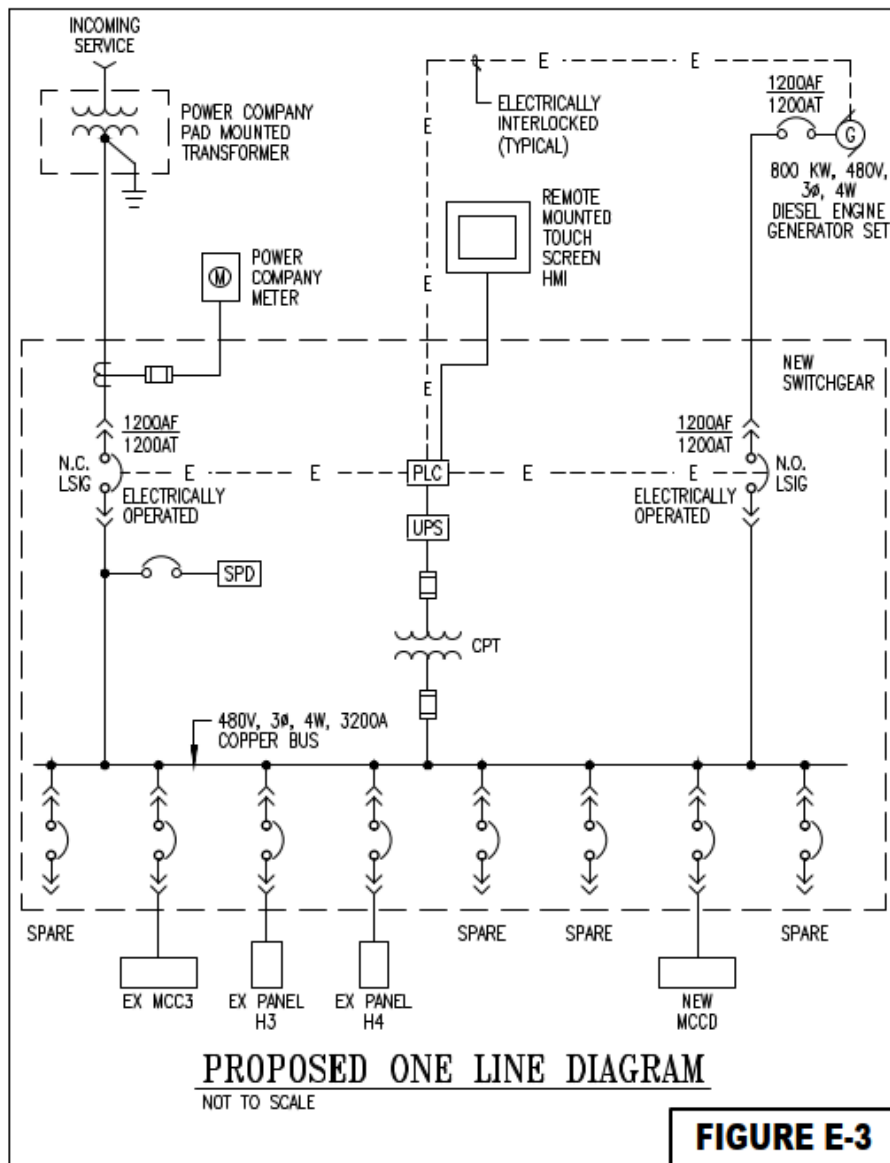 INCOMING
SERVICE
POWER COMPANY
PAD MOUNTED
TRANSFORMER
E
E
E
ELECTRICALLY
INTERLOCKED
(TYPICAL)
1200AF
1200AT
G
800 KW, 480V,
3ø, 4W
DIESEL ENGINE
GENERATOR SET
REMOTE
MOUNTED
TOUCH
SCREEN
HMI
M
POWER
COMPANY
METER
E
E
NEW
SWITCHGEAR
1200AF
1200AT
N.C.
LSIG
ELECTRICALLY
OPERATED
E
E
PLC
E
E
1200AF
1200AT
N.O.
LSIG
ELECTRICALLY
OPERATED
UPS
SPD
CPT
480V, 3ø, 4W, 3200A
COPPER BUS
SPARE
SPARE
SPARE
SPARE
EX MCC3
EX PANEL
H3
EX PANEL
H4
NEW
MCCD
PROPOSED ONE LINE DIAGRAM
NOT TO SCALE
FIGURE E-3